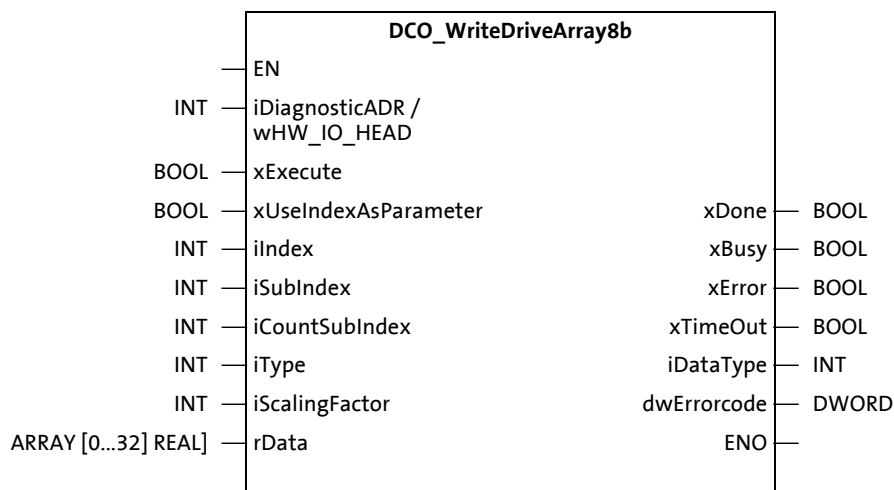 DCO_WriteDriveArray8b
EN
INT iDiagnosticADR /
wHW_IO_HEAD
BOOL xExecute
BOOL xUseIndexAsParameter xDone BOOL
INT iIndex xBusy BOOL
INT iSubIndex xError BOOL
INT iCountSubIndex xTimeOut BOOL
INT iType iDataType INT
INT iScalingFactor dwErrorcode DWORD
ARRAY [0...32] REAL] rData ENO